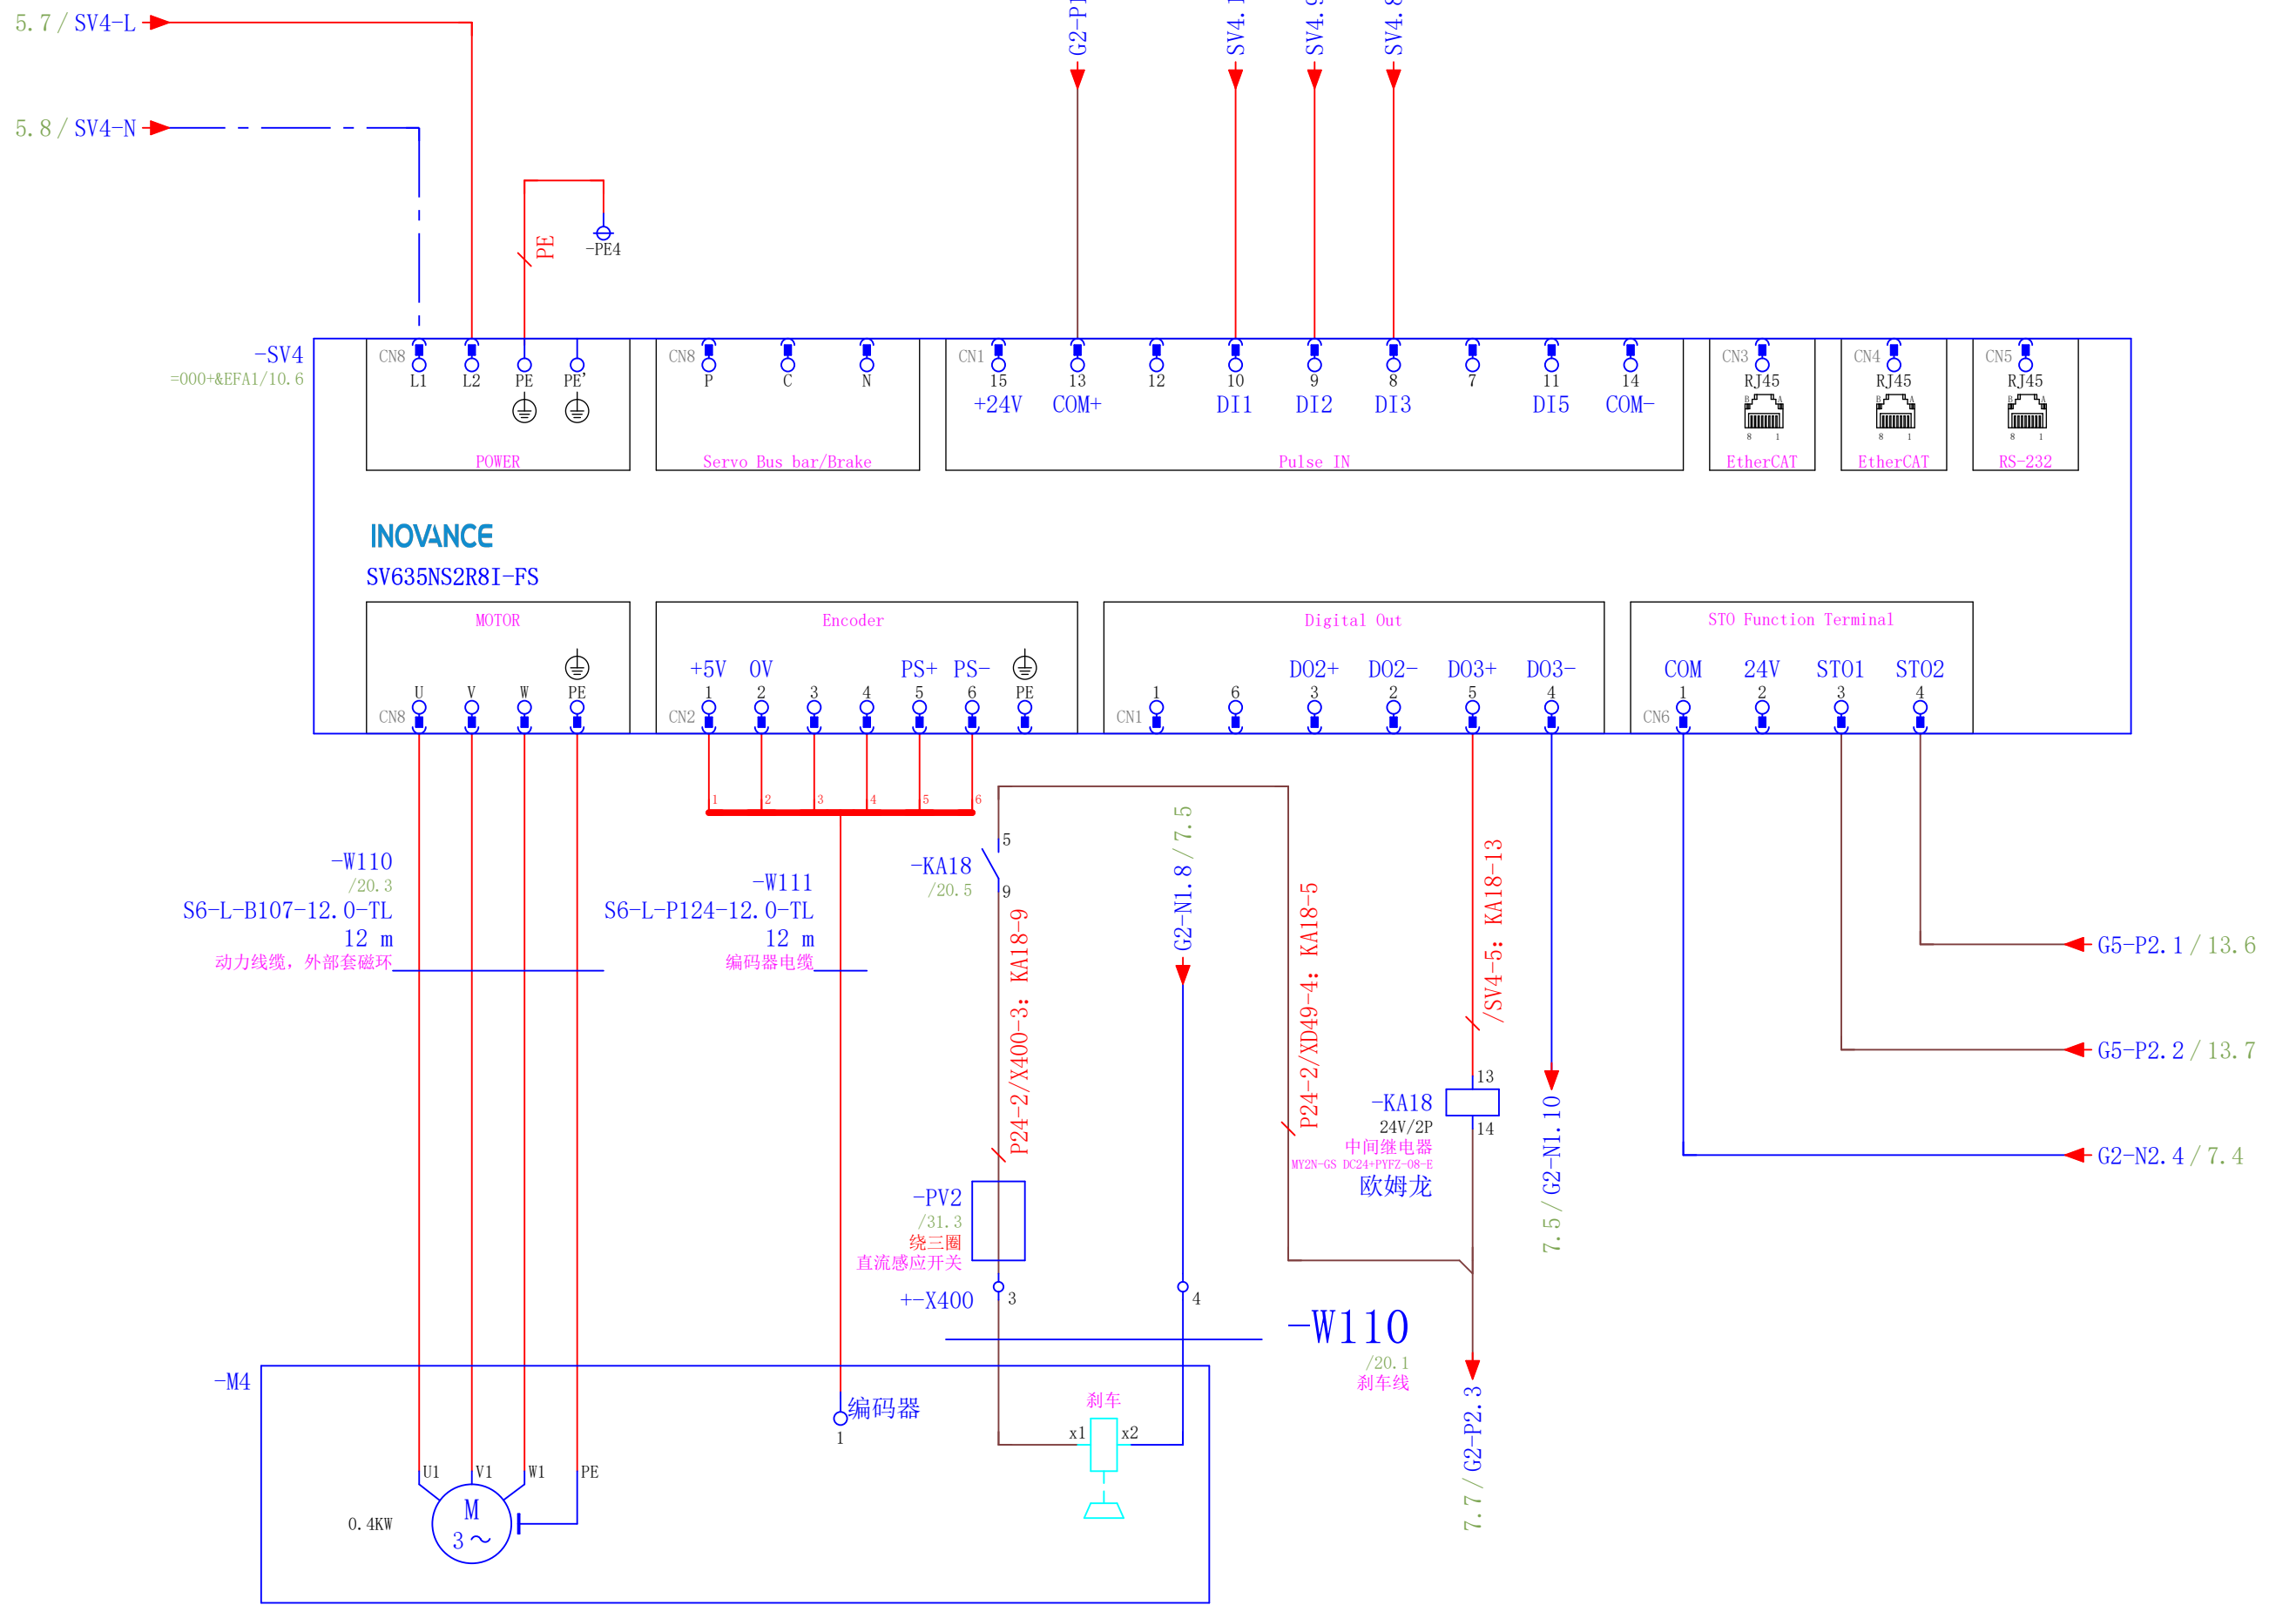 5.7/SV4-L
5.8/SV4-N
G2-P1
SV4.1
SV4.9
SV4.8
PE
-PE4
-SV4
=000+&EFA1/10.6
CN8
L1
L2
PE
PE'
POWER
CN8
P
C
N
Servo Bus bar/Brake
CN1
15
13
12
10
9
8
7
11
14
+24V
COM+
DI1
DI2
DI3
DI5
COM-
Pulse IN
CN3
RJ45
B
A
8
1
EtherCAT
CN4
RJ45
B
A
8
1
EtherCAT
CN5
RJ45
B
A
8
1
RS-232
INOVANCE
SV635NS2R8I-FS
MOTOR
U
V
W
PE
CN8
Encoder
+5V
0V
PS+
PS-
1
2
3
4
5
6
PE
CN2
Digital Out
DO2+
DO2-
DO3+
DO3-
1
6
3
2
5
4
CN1
STO Function Terminal
COM
24V
STO1
STO2
1
2
3
4
CN6
1
2
3
4
5
6
-W110
/20.3
S6-L-B107-12.0-TL
12 m
动力线缆，外部套磁环
-W111
S6-L-P124-12.0-TL
12 m
编码器电缆
5
-KA18
/20.5
9
P24-2/X400-3: KA18-9
G2-N1.8/7.5
P24-2/XD49-4: KA18-5
/SV4-5: KA18-13
G5-P2.1/13.6
G5-P2.2/13.7
G2-N2.4/7.4
13
-KA18
24V/2P
14
中间继电器
MY2N-GS DC24+PYFZ-08-E
欧姆龙
7.5/G2-N1.10
-PV2
/31.3
绕三圈
直流感应开关
+-X400
3
4
-W110
/20.1
刹车线
7.7/G2-P2.3
-M4
编码器
1
刹车
x1
x2
U1
V1
W1
PE
M
3～
0.4KW